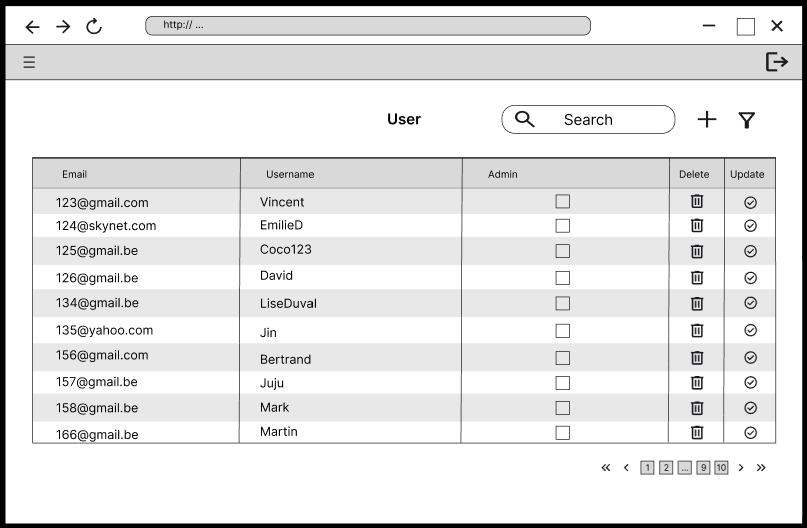 http:// ...
User
Search
Email Username Admin Delete Update
123@gmail.com Vincent
124@skynet.com EmilieD
125@gmail.be Coco123
126@gmail.be David
134@gmail.be LiseDuval
135@yahoo.com Jin
156@gmail.com Bertrand
157@gmail.be Juju
158@gmail.be Mark
166@gmail.be Martin
« ‹ 1 2 ... 9 10 › »